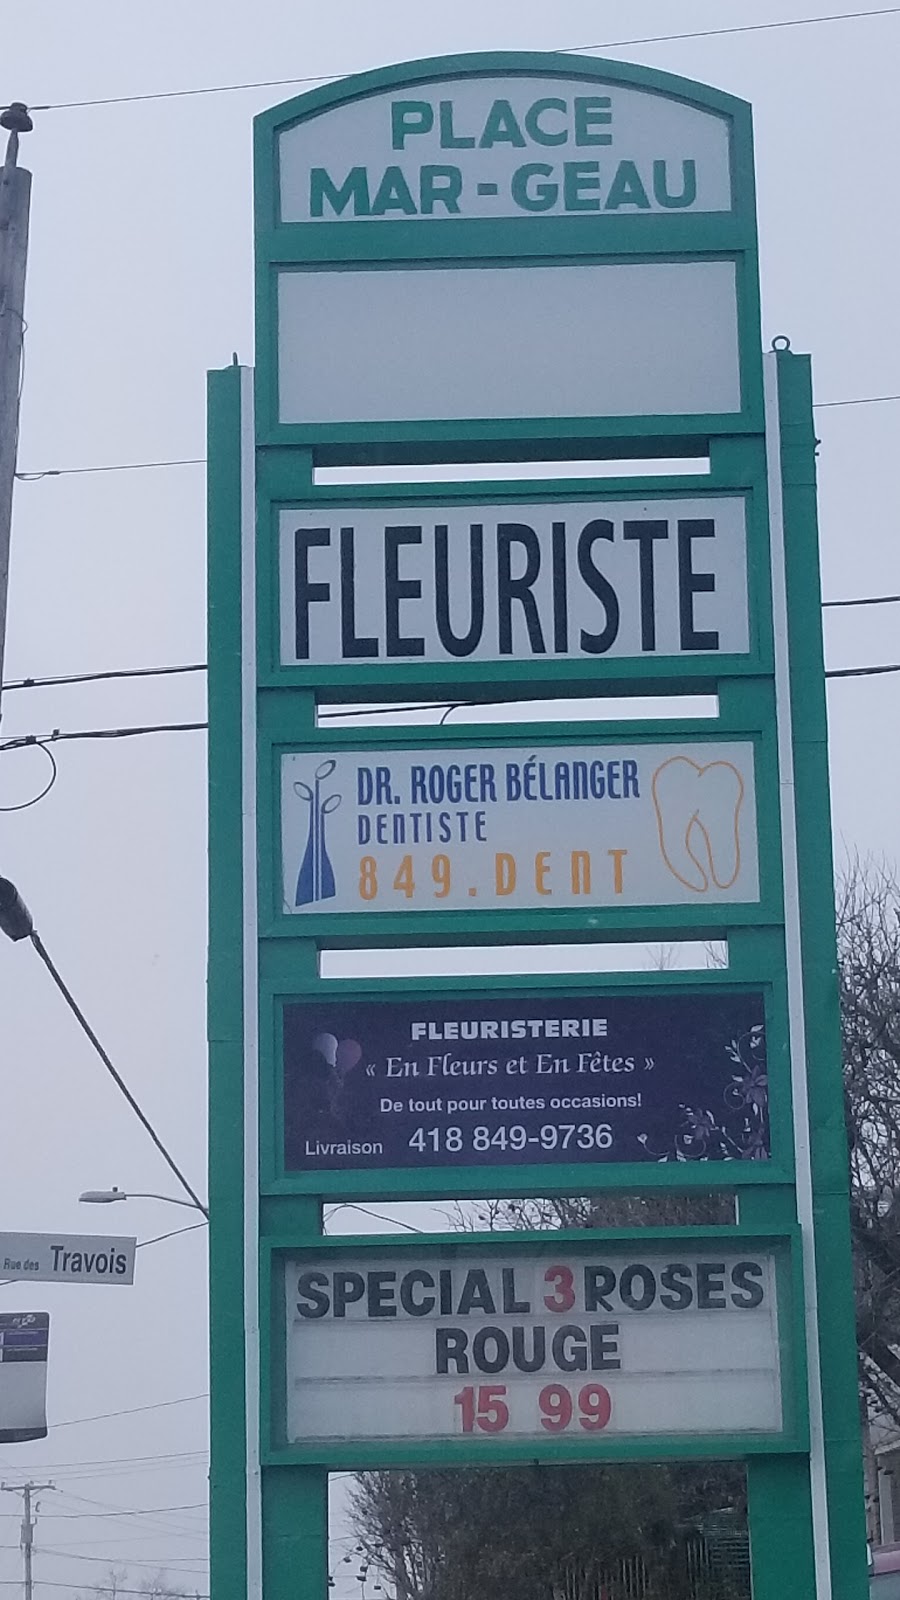 PLACE
MAR-GEAU
FLEURISTE
DR. ROGER BÉLANGER
DENTISTE
849.DENT
FLEURISTERIE
« En Fleurs et En Fêtes »
De tout pour toutes occasions!
Livraison 418 849-9736
Rue des Travois
SPECIAL 3 ROSES
ROUGE
15 99